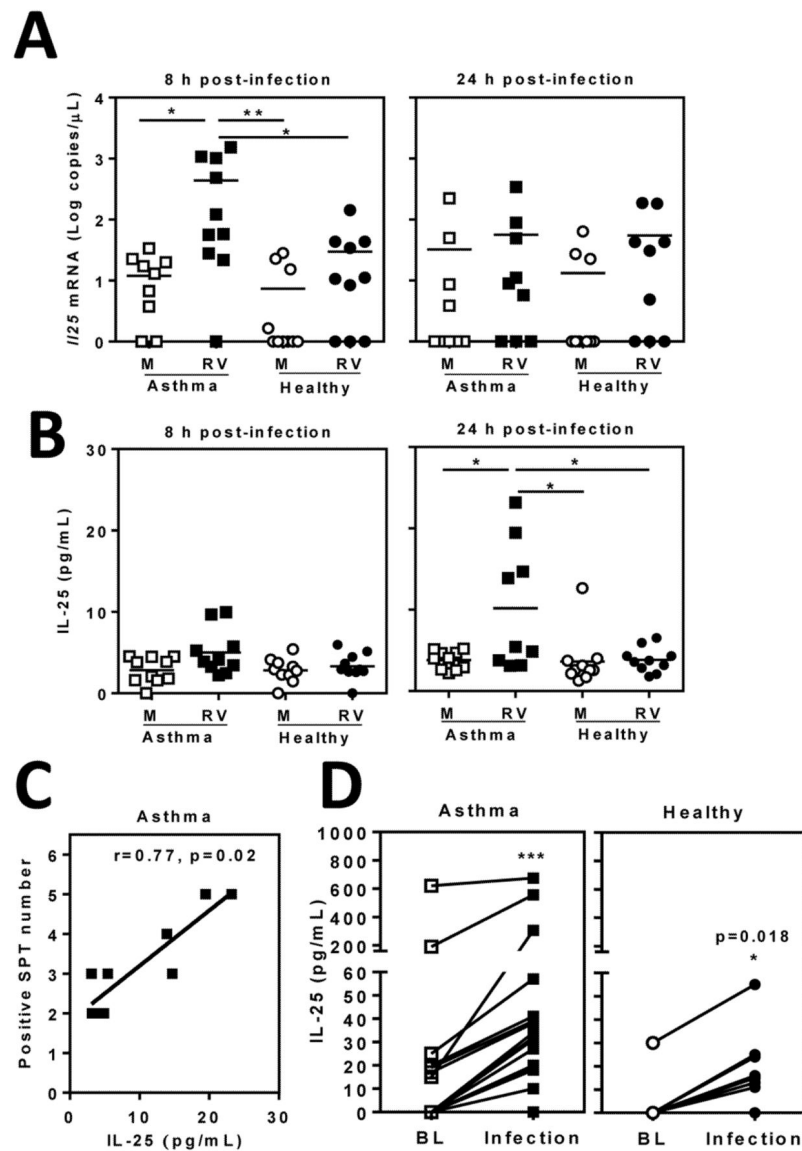 A
8 h post-infection
24 h post-infection
Il25 mRNA (Log copies/µL)
4
3
2
1
0
* ** *
M RV M RV
Asthma Healthy
M RV M RV
Asthma Healthy
B
8 h post-infection
24 h post-infection
IL-25 (pg/mL)
30
20
10
0
* * *
M RV M RV
Asthma Healthy
M RV M RV
Asthma Healthy
C
Asthma
r=0.77, p=0.02
Positive SPT number
6
5
4
3
2
1
0
0 10 20 30
IL-25 (pg/mL)
D
Asthma
Healthy
IL-25 (pg/mL)
1000
800
600
400
200
60
50
40
30
20
10
0
***
p=0.018
*
BL Infection
BL Infection